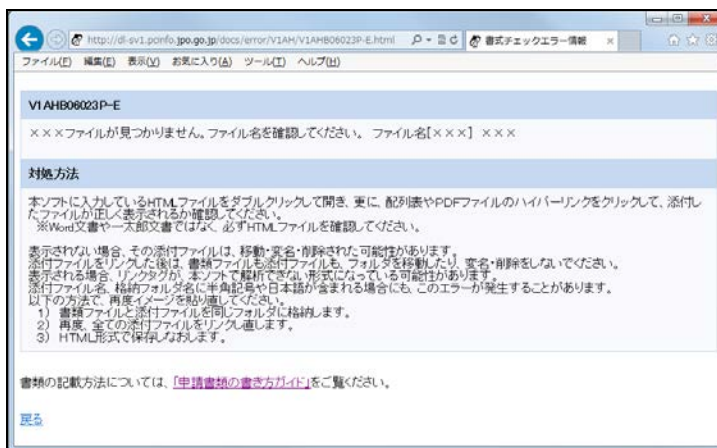 http://dl-sv1.pcinfo.jpo.go.jp/docs/error/V1AH/V1AHB06023P-E.html
書式チェックエラー情報
ファイル(F) 編集(E) 表示(V) お気に入り(A) ツール(T) ヘルプ(H)
V1AHB06023P-E
×××ファイルが見つかりません。ファイル名を確認してください。 ファイル名[×××] ×××
対処方法
本ソフトに入力しているHTMLファイルをダブルクリックして開き、更に、配列表やPDFファイルのハイパーリンクをクリックして、添付し
たファイルが正しく表示されるか確認してください。
※Word文書や一太郎文書ではなく、必ずHTMLファイルを確認してください。
表示されない場合、その添付ファイルは、移動・変名・削除された可能性があります。
添付ファイルをリンクした後は、書類ファイルも添付ファイルも、フォルダを移動したり、変名・削除をしないでください。
表示される場合、リンクタグが、本ソフトで解析できない形式になっている可能性があります。
添付ファイル名、格納フォルダ名に半角記号や日本語が含まれる場合にも、このエラーが発生することがあります。
以下の方法で、再度イメージを貼り直してください。
1) 書類ファイルと添付ファイルを同じフォルダに格納します。
2) 再度、全ての添付ファイルをリンクし直します。
3) HTML形式で保存しなおします。
書類の記載方法については、「申請書類の書き方ガイド」をご覧ください。
戻る